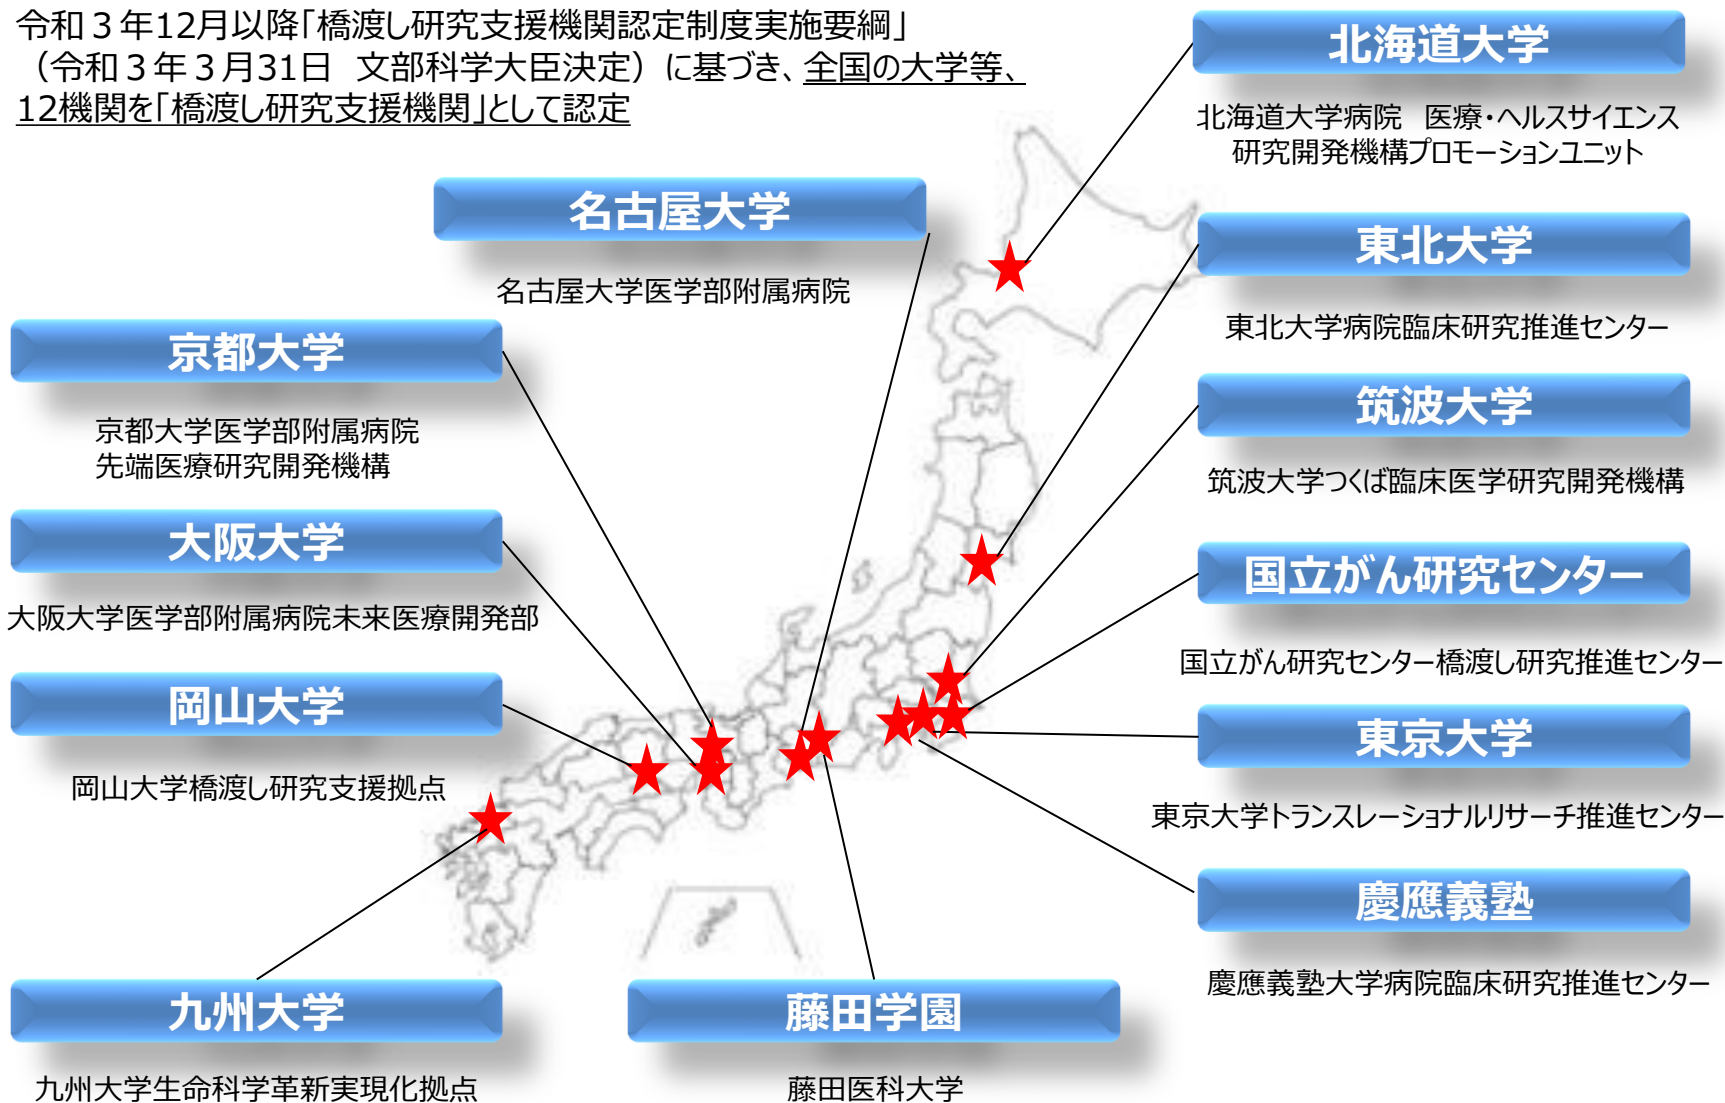 令和３年12月以降「橋渡し研究支援機関認定制度実施要綱」
（令和３年３月31日　文部科学大臣決定）に基づき、全国の大学等、
12機関を「橋渡し研究支援機関」として認定
北海道大学
北海道大学病院　医療・ヘルスサイエンス
研究開発機構プロモーションユニット
名古屋大学
名古屋大学医学部附属病院
東北大学
東北大学病院臨床研究推進センター
京都大学
京都大学医学部附属病院
先端医療研究開発機構
筑波大学
筑波大学つくば臨床医学研究開発機構
大阪大学
大阪大学医学部附属病院未来医療開発部
国立がん研究センター
国立がん研究センター橋渡し研究推進センター
岡山大学
岡山大学橋渡し研究支援拠点
東京大学
東京大学トランスレーショナルリサーチ推進センター
慶應義塾
慶應義塾大学病院臨床研究推進センター
九州大学
九州大学生命科学革新実現化拠点
藤田学園
藤田医科大学